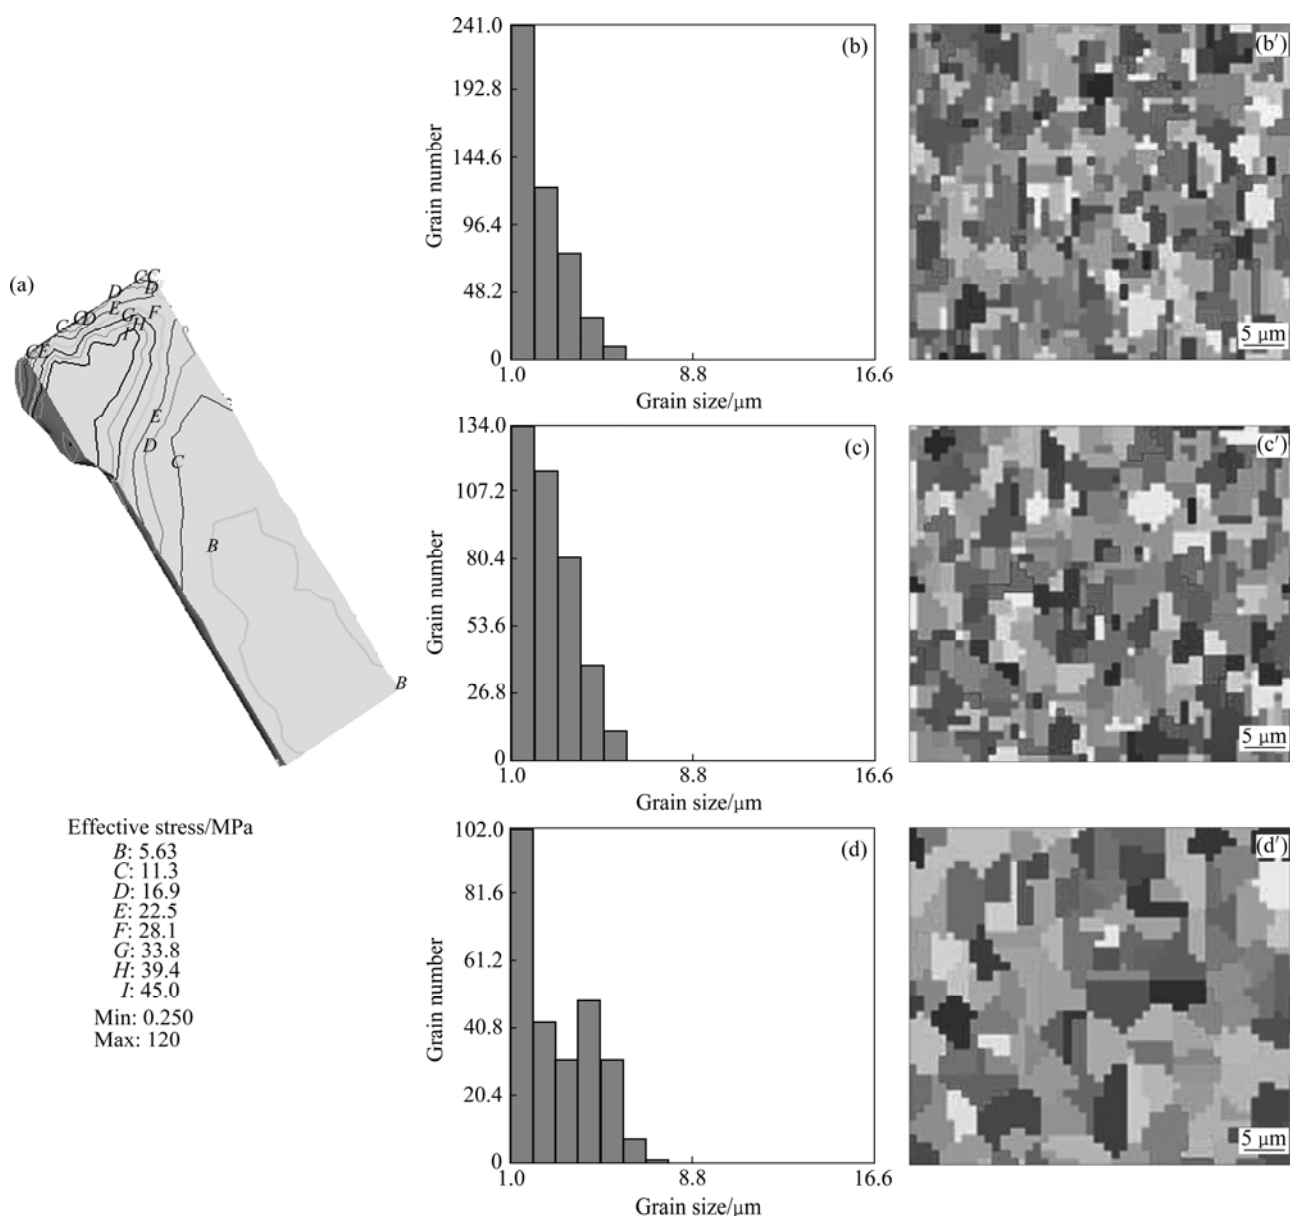 (a)
CC
D
D
E
F
G
H
I
C
C
D
CE
E
D
C
B
B
Effective stress/MPa
B: 5.63
C: 11.3
D: 16.9
E: 22.5
F: 28.1
G: 33.8
H: 39.4
I: 45.0
Min: 0.250
Max: 120
(b)
241.0
192.8
144.6
96.4
48.2
0
Grain number
1.0 8.8 16.6
Grain size/μm
(b′)
5 μm
(c)
134.0
107.2
80.4
53.6
26.8
0
Grain number
1.0 8.8 16.6
Grain size/μm
(c′)
5 μm
(d)
102.0
81.6
61.2
40.8
20.4
0
Grain number
1.0 8.8 16.6
Grain size/μm
(d′)
5 μm